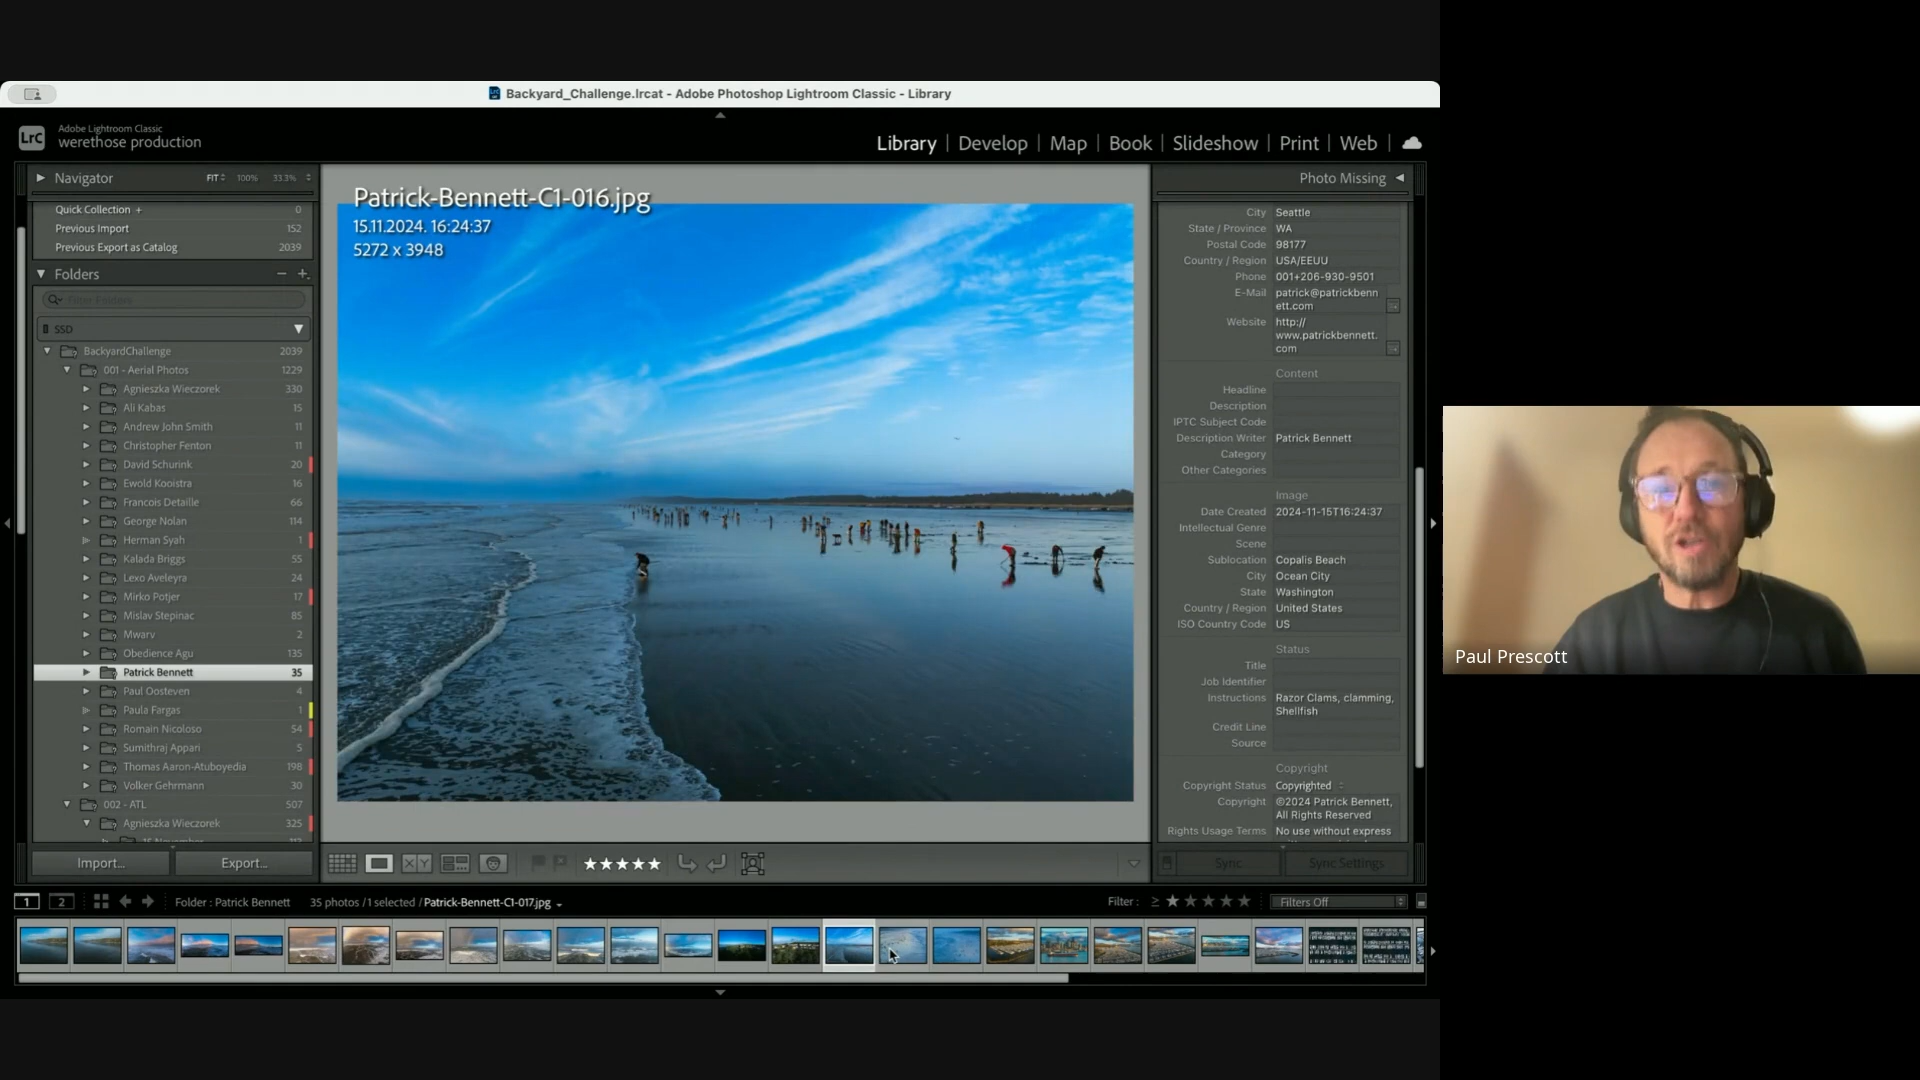 Backyard_Challenge.lrcat - Adobe Photoshop Lightroom Classic - Library
LrC
Adobe Lightroom Classic
werethose production
Library | Develop | Map | Book | Slideshow | Print | Web |
Navigator FIT 100% 33.3%
Quick Collection + 0
Previous Import 152
Previous Export as Catalog 2039
Folders
Filter Folders
SSD
BackyardChallenge 2039
001 - Aerial Photos 1229
Agnieszka Wieczorek 330
Ali Kabas 15
Andrew John Smith 11
Christopher Fenton 11
David Schurink 20
Ewold Kooistra 16
Francois Detaille 66
George Nolan 114
Herman Syah 1
Kalada Briggs 55
Lexo Aveleyra 24
Mirko Potjer 17
Mislav Stepinac 85
Mwarv 2
Obedience Agu 135
Patrick Bennett 35
Paul Oosteven 4
Paula Fargas 1
Romain Nicoloso 54
Sumithraj Appari 5
Thomas Aaron-Atuboyedia 198
Volker Gehrmann 30
002 - ATL 507
Agnieszka Wieczorek 325
Import...
Export...
Patrick-Bennett-C1-016.jpg
15.11.2024. 16:24:37
5272 x 3948
Photo Missing
City Seattle
State / Province WA
Postal Code 98177
Country / Region USA/EEUU
Phone 001+206-930-9501
E-Mail patrick@patrickbenn
ett.com
Website http://
www.patrickbennett.
com
Content
Headline
Description
IPTC Subject Code
Description Writer Patrick Bennett
Category
Other Categories
Image
Date Created 2024-11-15T16:24:37
Intellectual Genre
Scene
Sublocation Copalis Beach
City Ocean City
State Washington
Country / Region United States
ISO Country Code US
Status
Title
Job Identifier
Instructions Razor Clams, clamming,
Shellfish
Credit Line
Source
Copyright
Copyright Status Copyrighted
Copyright ©2024 Patrick Bennett,
All Rights Reserved
Rights Usage Terms No use without express
Sync
Sync Settings
1 2 Folder : Patrick Bennett 35 photos / 1 selected / Patrick-Bennett-C1-017.jpg
Filter : Filters Off
Paul Prescott